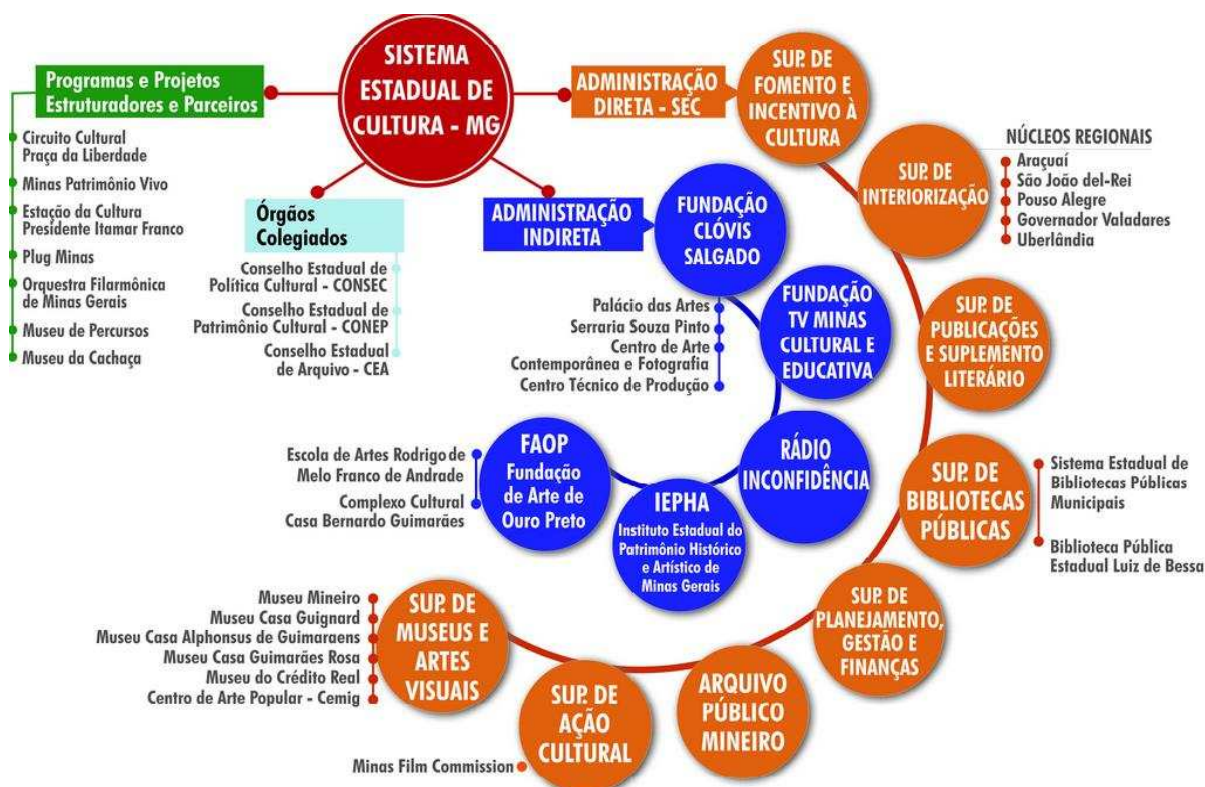 SISTEMA
ESTADUAL DE
CULTURA - MG
Programas e Projetos
Estruturadores e Parceiros
Circuito Cultural
Praça da Liberdade
Minas Patrimônio Vivo
Estação da Cultura
Presidente Itamar Franco
Plug Minas
Orquestra Filarmônica
de Minas Gerais
Museu de Percursos
Museu da Cachaça
Órgãos
Colegiados
Conselho Estadual de
Política Cultural - CONSEC
Conselho Estadual de
Patrimônio Cultural - CONEP
Conselho Estadual
de Arquivo - CEA
ADMINISTRAÇÃO
INDIRETA
FUNDAÇÃO
CLÓVIS
SALGADO
Palácio das Artes
Serraria Souza Pinto
Centro de Arte
Contemporânea e Fotografia
Centro Técnico de Produção
FUNDAÇÃO
TV MINAS
CULTURAL E
EDUCATIVA
RÁDIO
INCONFIDÊNCIA
IEPHA
Instituto Estadual do
Patrimônio Histórico
e Artístico de
Minas Gerais
FAOP
Fundação
de Arte de
Ouro Preto
Escola de Artes Rodrigo de
Melo Franco de Andrade
Complexo Cultural
Casa Bernardo Guimarães
ADMINISTRAÇÃO
DIRETA - SEC
SUP. DE
FOMENTO E
INCENTIVO À
CULTURA
SUP. DE
INTERIORIZAÇÃO
NÚCLEOS REGIONAIS
Araçuaí
São João del-Rei
Pouso Alegre
Governador Valadares
Uberlândia
SUP. DE
PUBLICAÇÕES
E SUPLEMENTO
LITERÁRIO
SUP. DE
BIBLIOTECAS
PÚBLICAS
Sistema Estadual de
Bibliotecas Públicas
Municipais
Biblioteca Pública
Estadual Luiz de Bessa
SUP. DE
PLANEJAMENTO,
GESTÃO E
FINANÇAS
ARQUIVO
PÚBLICO
MINEIRO
SUP. DE
AÇÃO
CULTURAL
Minas Film Commission
SUP. DE
MUSEUS E
ARTES
VISUAIS
Museu Mineiro
Museu Casa Guignard
Museu Casa Alphonsus de Guimaraens
Museu Casa Guimarães Rosa
Museu do Crédito Real
Centro de Arte Popular - Cemig